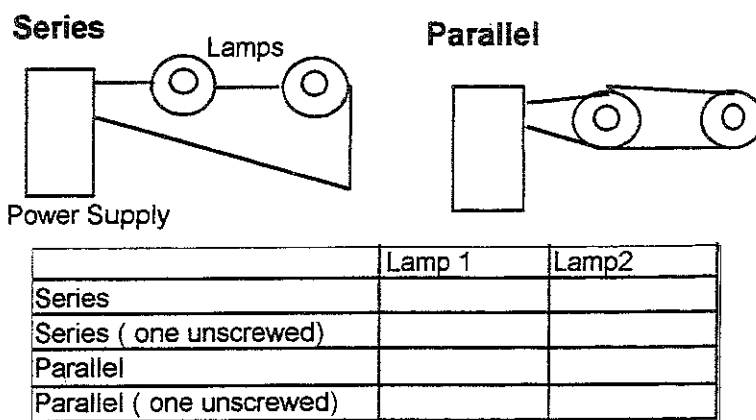 Series
Lamps
Parallel
Power Supply
Lamp 1 Lamp2
Series
Series ( one unscrewed)
Parallel
Parallel ( one unscrewed)